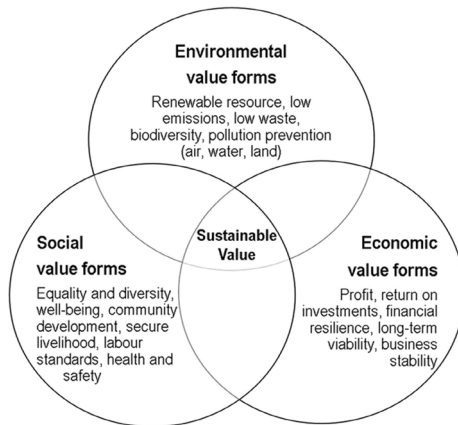 Environmental
value forms
Renewable resource, low
emissions, low waste,
biodiversity, pollution prevention
(air, water, land)
Sustainable
Value
Social
value forms
Equality and diversity,
well-being, community
development, secure
livelihood, labour
standards, health and
safety
Economic
value forms
Profit, return on
investments, financial
resilience, long-term
viability, business
stability